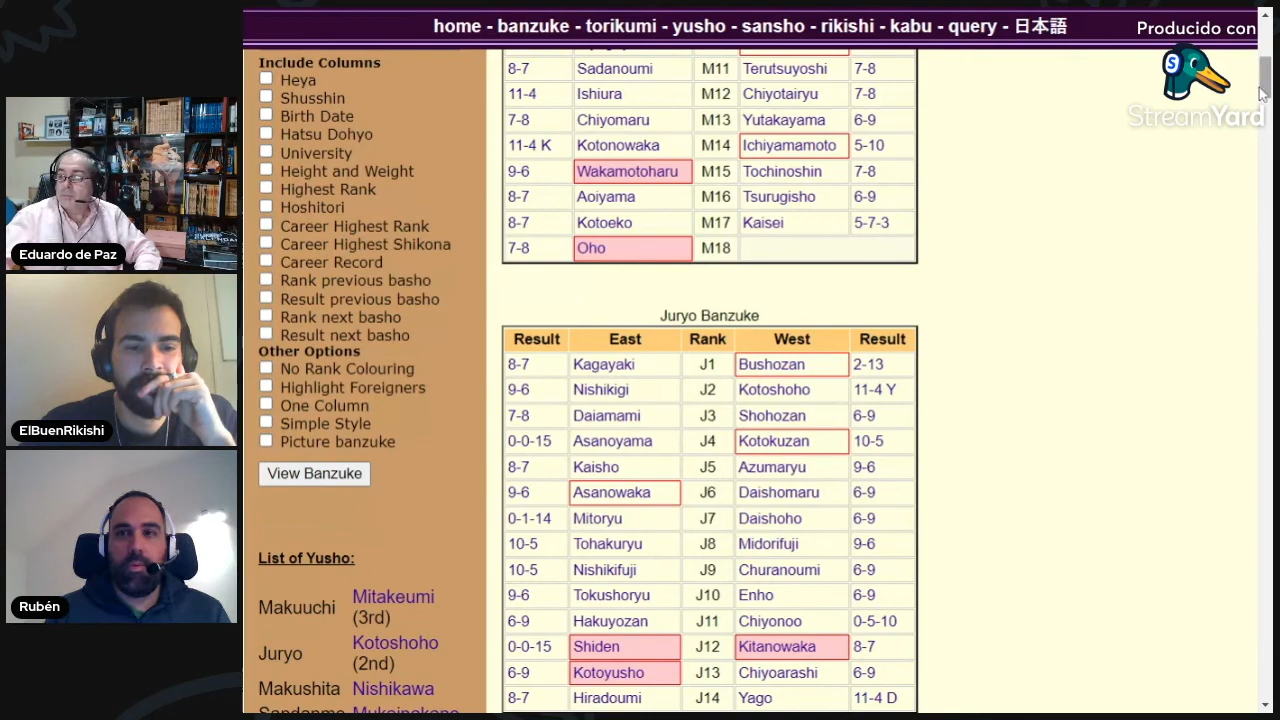 home - banzuke - torikumi - yusho - sansho - rikishi - kabu - query - 日本語
Producido con
StreamYard
Eduardo de Paz
ElBuenRikishi
Rubén
Include Columns
Heya
Shusshin
Birth Date
Hatsu Dohyo
University
Height and Weight
Highest Rank
Hoshitori
Career Highest Rank
Career Highest Shikona
Career Record
Rank previous basho
Result previous basho
Rank next basho
Result next basho
Other Options
No Rank Colouring
Highlight Foreigners
One Column
Simple Style
Picture banzuke
View Banzuke
List of Yusho:
Makuuchi Mitakeumi (3rd)
Juryo Kotoshoho (2nd)
Makushita Nishikawa
8-7 Sadanoumi M11 Terutsuyoshi 7-8
11-4 Ishiura M12 Chiyotairyu 7-8
7-8 Chiyomaru M13 Yutakayama 6-9
11-4 K Kotonowaka M14 Ichiyamamoto 5-10
9-6 Wakamotoharu M15 Tochinoshin 7-8
8-7 Aoiyama M16 Tsurugisho 6-9
8-7 Kotoeko M17 Kaisei 5-7-3
7-8 Oho M18
Juryo Banzuke
Result East Rank West Result
8-7 Kagayaki J1 Bushozan 2-13
9-6 Nishikigi J2 Kotoshoho 11-4 Y
7-8 Daiamami J3 Shohozan 6-9
0-0-15 Asanoyama J4 Kotokuzan 10-5
8-7 Kaisho J5 Azumaryu 9-6
9-6 Asanowaka J6 Daishomaru 6-9
0-1-14 Mitoryu J7 Daishoho 6-9
10-5 Tohakuryu J8 Midorifuji 9-6
10-5 Nishikifuji J9 Churanoumi 6-9
9-6 Tokushoryu J10 Enho 6-9
6-9 Hakuyozan J11 Chiyonoo 0-5-10
0-0-15 Shiden J12 Kitanowaka 8-7
6-9 Kotoyusho J13 Chiyoarashi 6-9
8-7 Hiradoumi J14 Yago 11-4 D